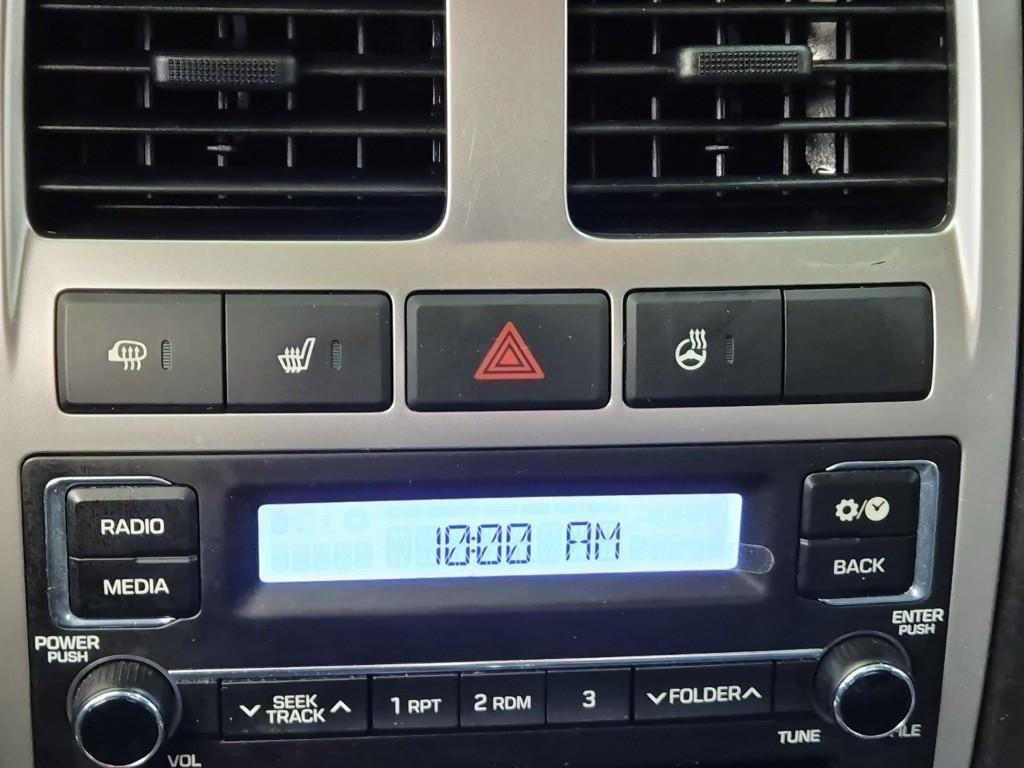 10:00 AM
RADIO
MEDIA
BACK
POWER
PUSH
ENTER
PUSH
SEEK
TRACK
1 RPT
2 RDM
3
FOLDER
VOL
TUNE